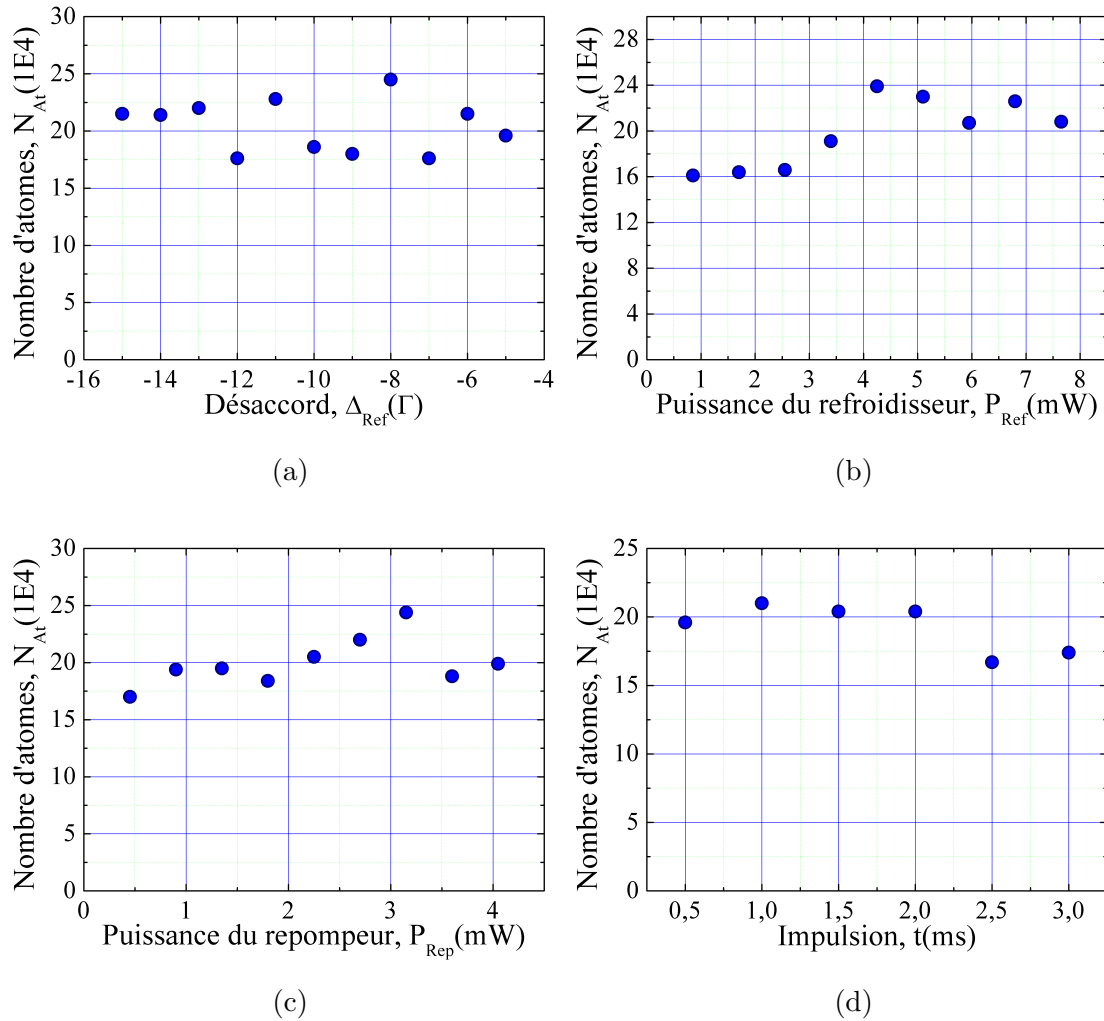 30
25
20
15
10
5
0
Nombre d'atomes, N_At(1E4)
-16 -14 -12 -10 -8 -6 -4
Désaccord, Δ_Ref(Γ)
(a)
28
24
20
16
12
8
4
0
Nombre d'atomes, N_At(1E4)
0 1 2 3 4 5 6 7 8
Puissance du refroidisseur, P_Ref(mW)
(b)
30
25
20
15
10
5
0
Nombre d'atomes, N_At(1E4)
0 1 2 3 4
Puissance du repompeur, P_Rep(mW)
(c)
25
20
15
10
5
0
Nombre d'atomes, N_At(1E4)
0,5 1,0 1,5 2,0 2,5 3,0
Impulsion, t(ms)
(d)